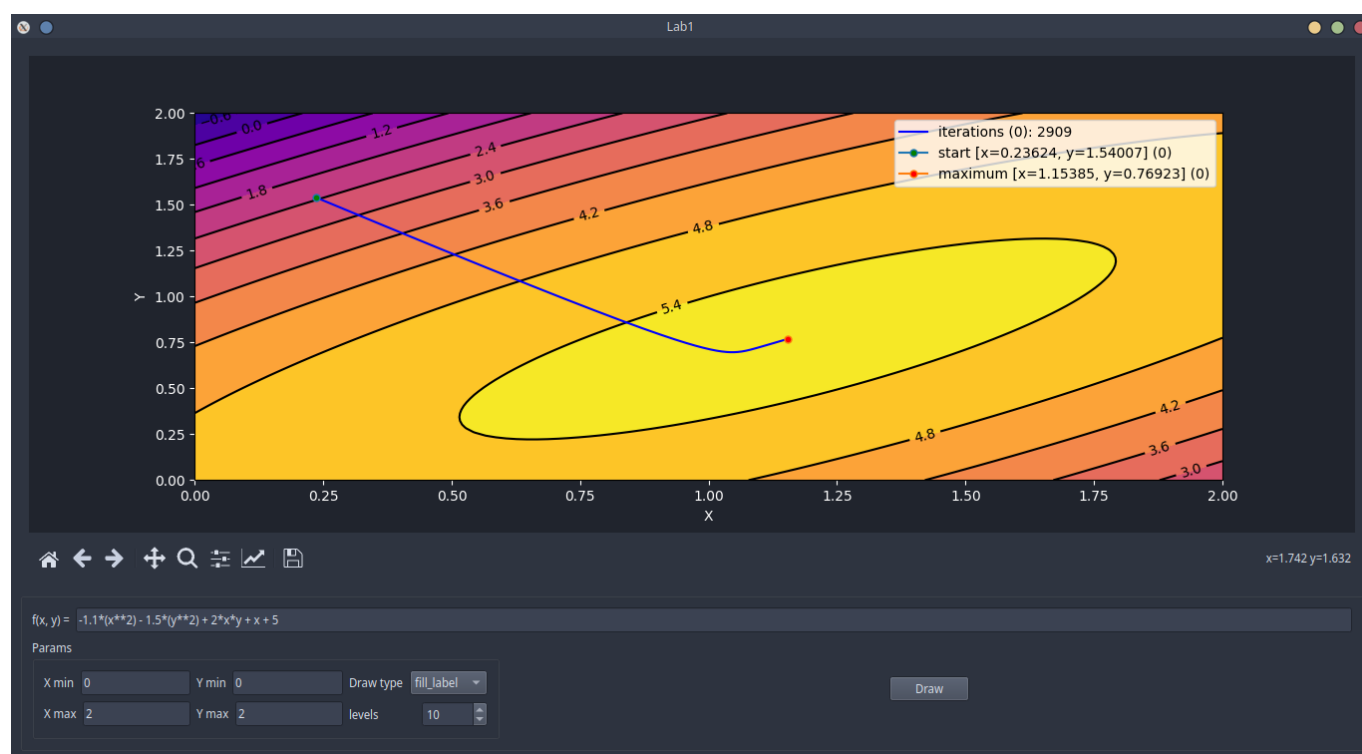 Lab1
2.00
1.75
1.50
1.25
1.00
0.75
0.50
0.25
0.00
Y
-0.6
0.0
6
1.2
1.8
2.4
3.0
3.6
4.2
4.8
5.4
4.8
4.2
3.6
3.0
iterations (0): 2909
start [x=0.23624, y=1.54007] (0)
maximum [x=1.15385, y=0.76923] (0)
0.00 0.25 0.50 0.75 1.00 1.25 1.50 1.75 2.00
X
x=1.742 y=1.632
f(x, y) = -1.1*(x**2) - 1.5*(y**2) + 2*x*y + x + 5
Params
X min 0 Y min 0 Draw type fill_label
X max 2 Y max 2 levels 10
Draw